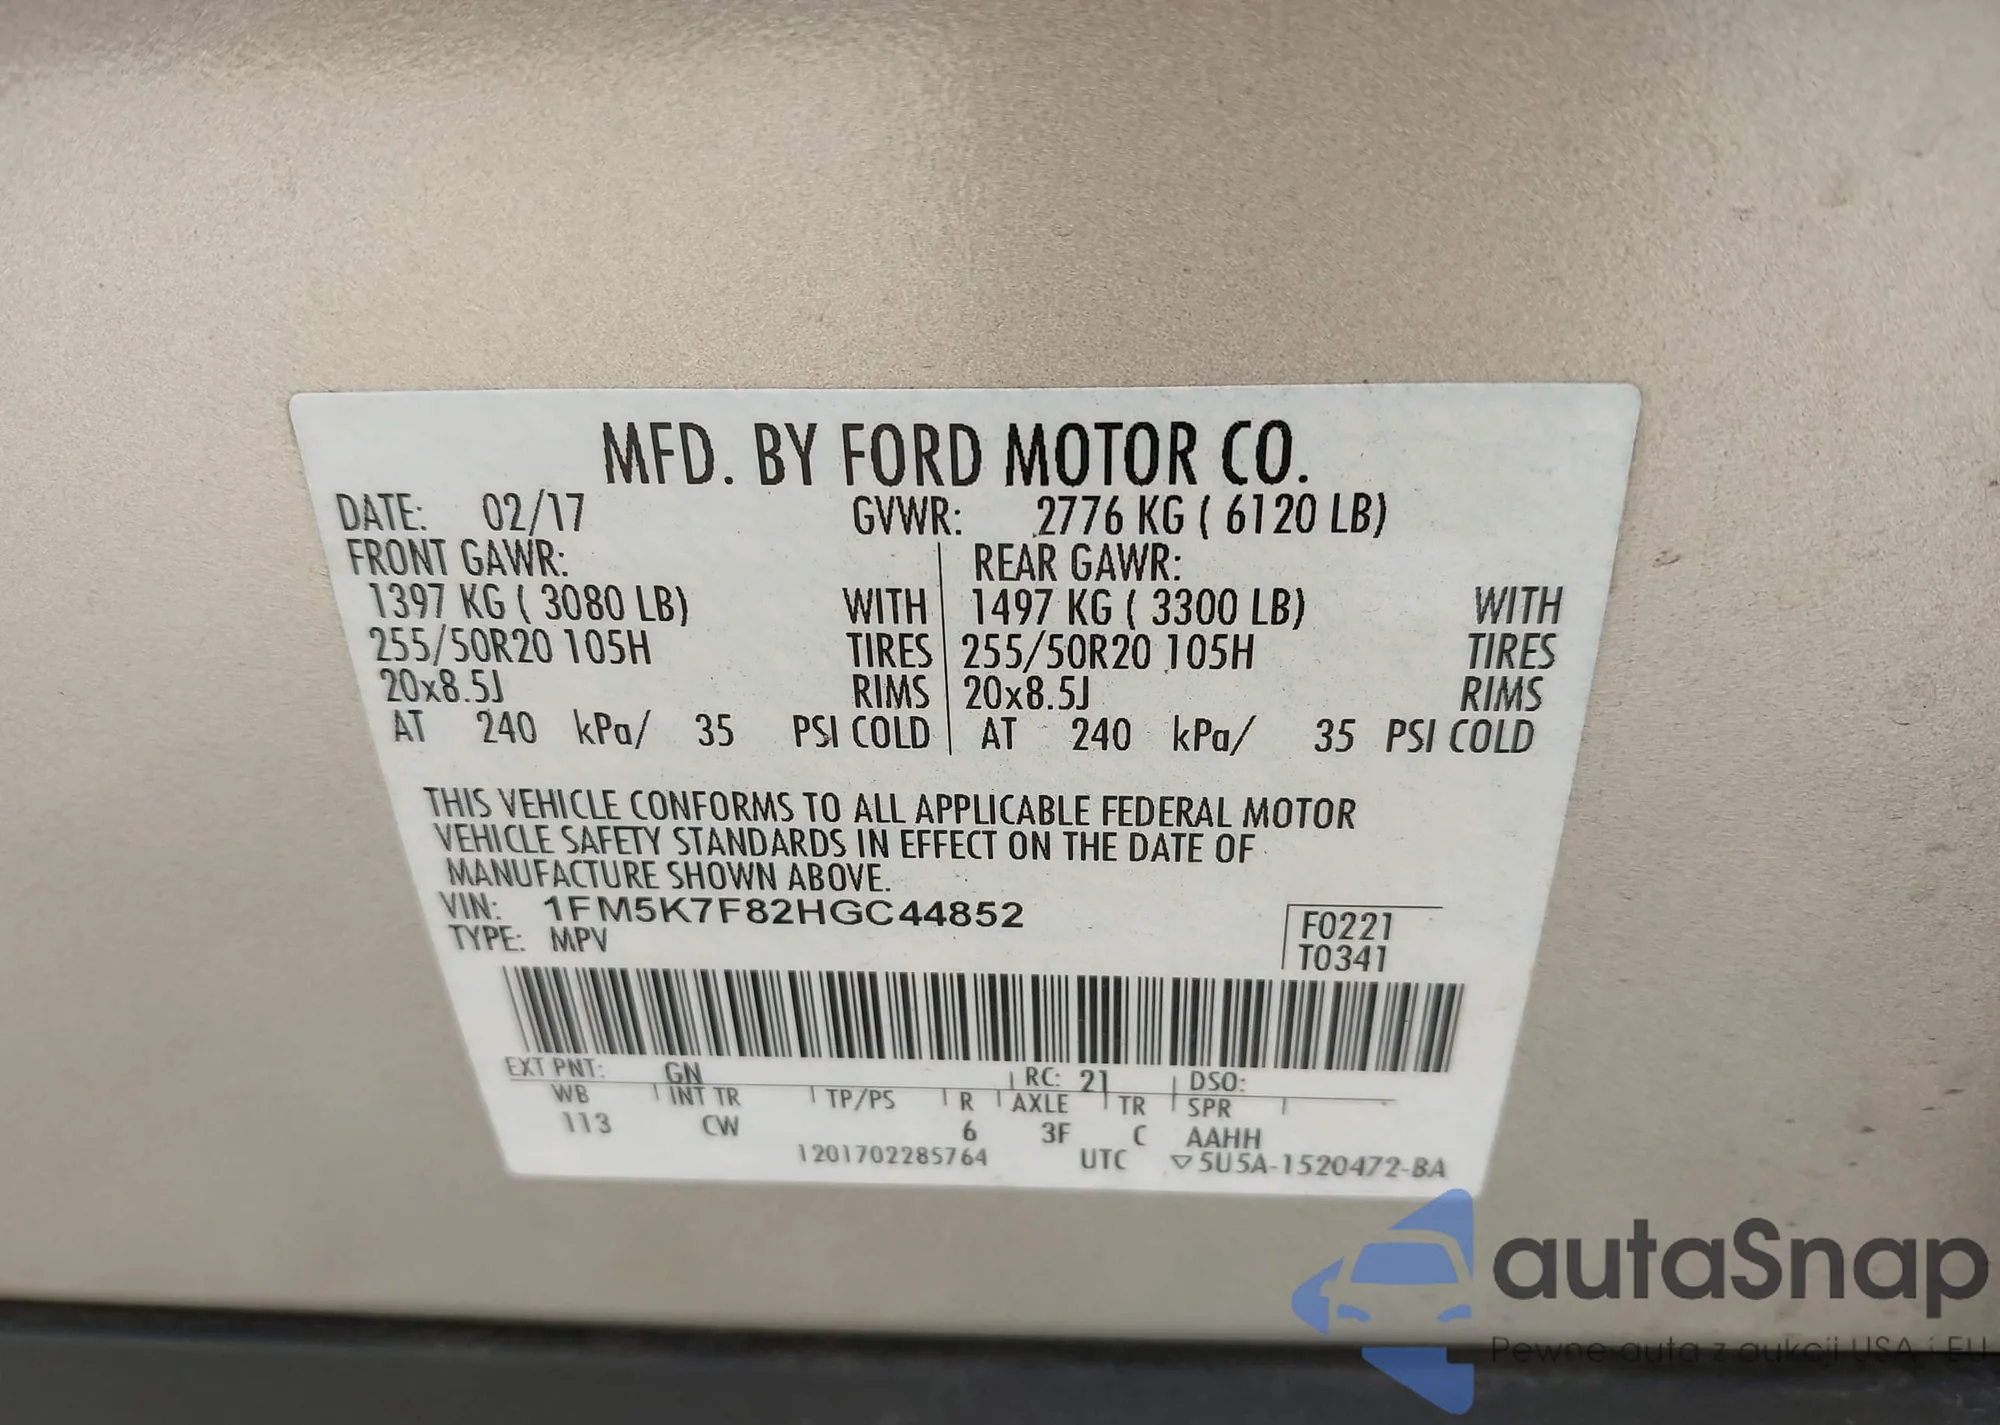 MFD. BY FORD MOTOR CO.
DATE: 02/17 GVWR: 2776 KG ( 6120 LB)
FRONT GAWR: REAR GAWR:
1397 KG ( 3080 LB) WITH 1497 KG ( 3300 LB) WITH
255/50R20 105H TIRES 255/50R20 105H TIRES
20x8.5J RIMS 20x8.5J RIMS
AT 240 kPa/ 35 PSI COLD AT 240 kPa/ 35 PSI COLD
THIS VEHICLE CONFORMS TO ALL APPLICABLE FEDERAL MOTOR
VEHICLE SAFETY STANDARDS IN EFFECT ON THE DATE OF
MANUFACTURE SHOWN ABOVE.
VIN: 1FM5K7F82HGC44852
TYPE: MPV
F0221
T0341
EXT PNT: GN RC: 21 DSO:
WB INT TR TP/PS R AXLE TR SPR
113 CW 6 3F C AAHH
1201702285764 UTC ▽5U5A-1520472-BA
autaSnap
Pewne auta z aukcji USA i EU